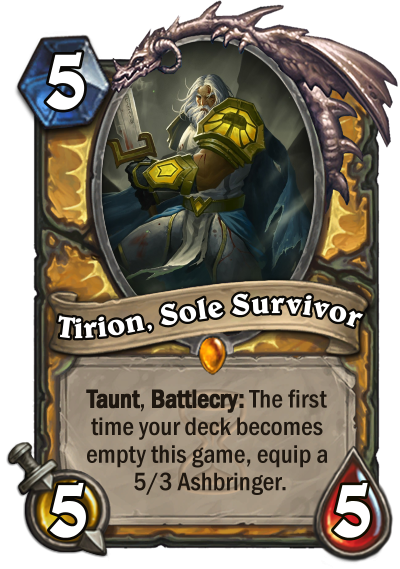 5
Tirion, Sole Survivor
Taunt, Battlecry: The first
time your deck becomes
empty this game, equip a
5/3 Ashbringer.
5
5